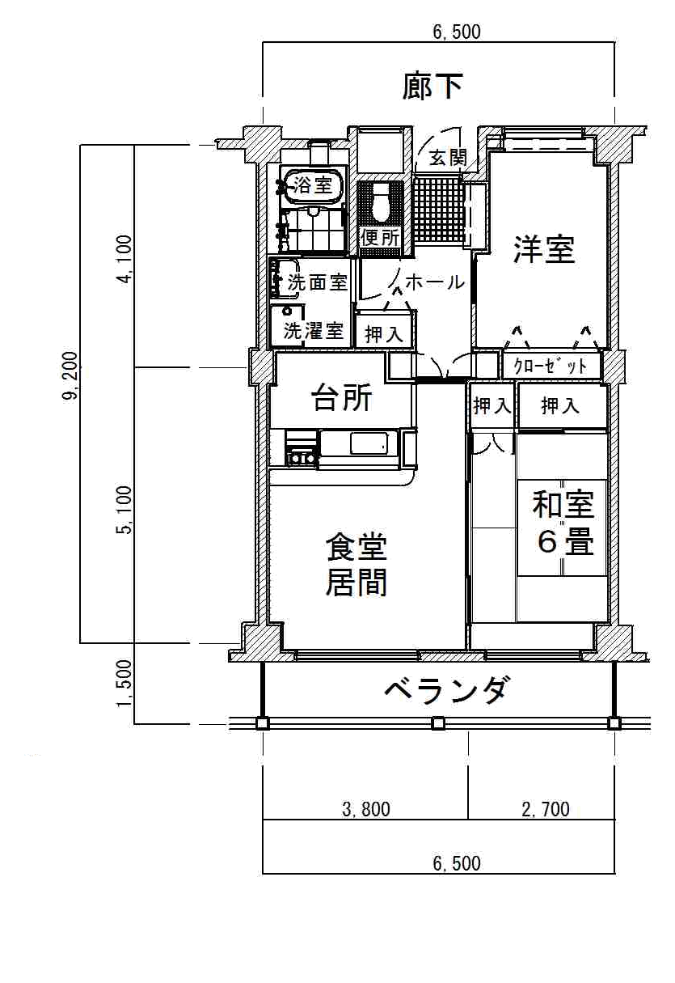 6,500
廊下
玄関
浴室
便所
洋室
4,100
洗面室
ホール
洗濯室
押入
9,200
クローゼット
台所
押入
押入
5,100
和室
6畳
食堂
居間
1,500
ベランダ
3,800
2,700
6,500